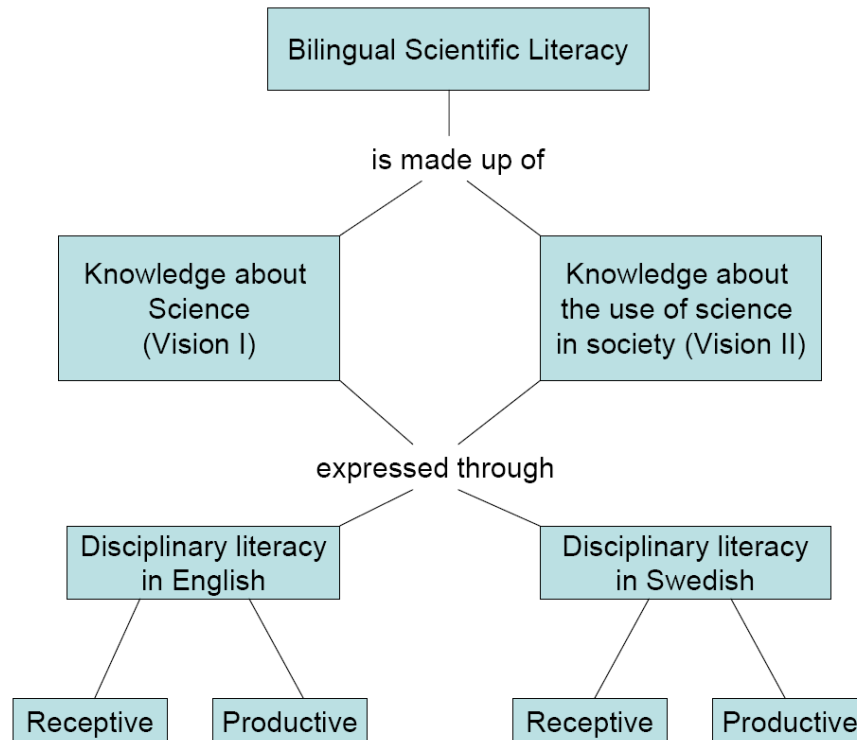 Bilingual Scientific Literacy
is made up of
Knowledge about
Science
(Vision I)
Knowledge about
the use of science
in society (Vision II)
expressed through
Disciplinary literacy
in English
Disciplinary literacy
in Swedish
Receptive
Productive
Receptive
Productive